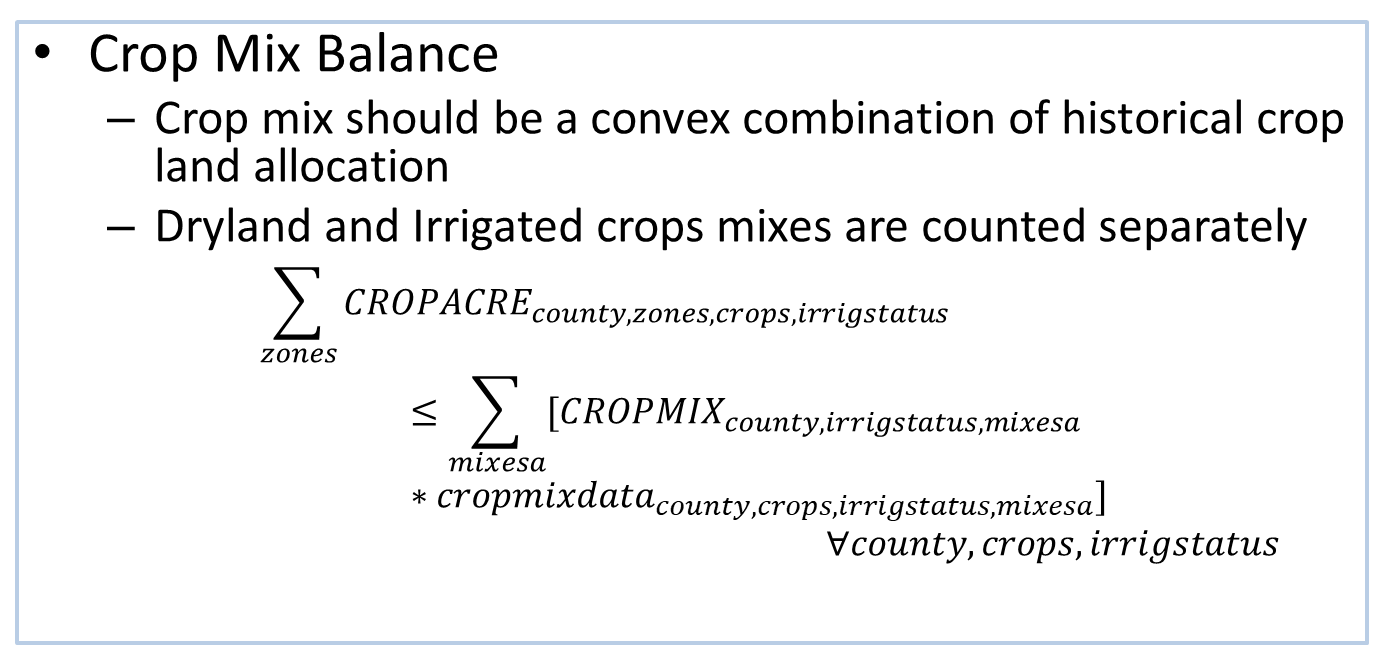 • Crop Mix Balance
– Crop mix should be a convex combination of historical crop
land allocation
– Dryland and Irrigated crops mixes are counted separately
∑ CROPACRE_county,zones,crops,irrigstatus
zones
≤ ∑ [CROPMIX_county,irrigstatus,mixesa
mixesa
* cropmixdata_county,crops,irrigstatus,mixesa]
∀county, crops, irrigstatus